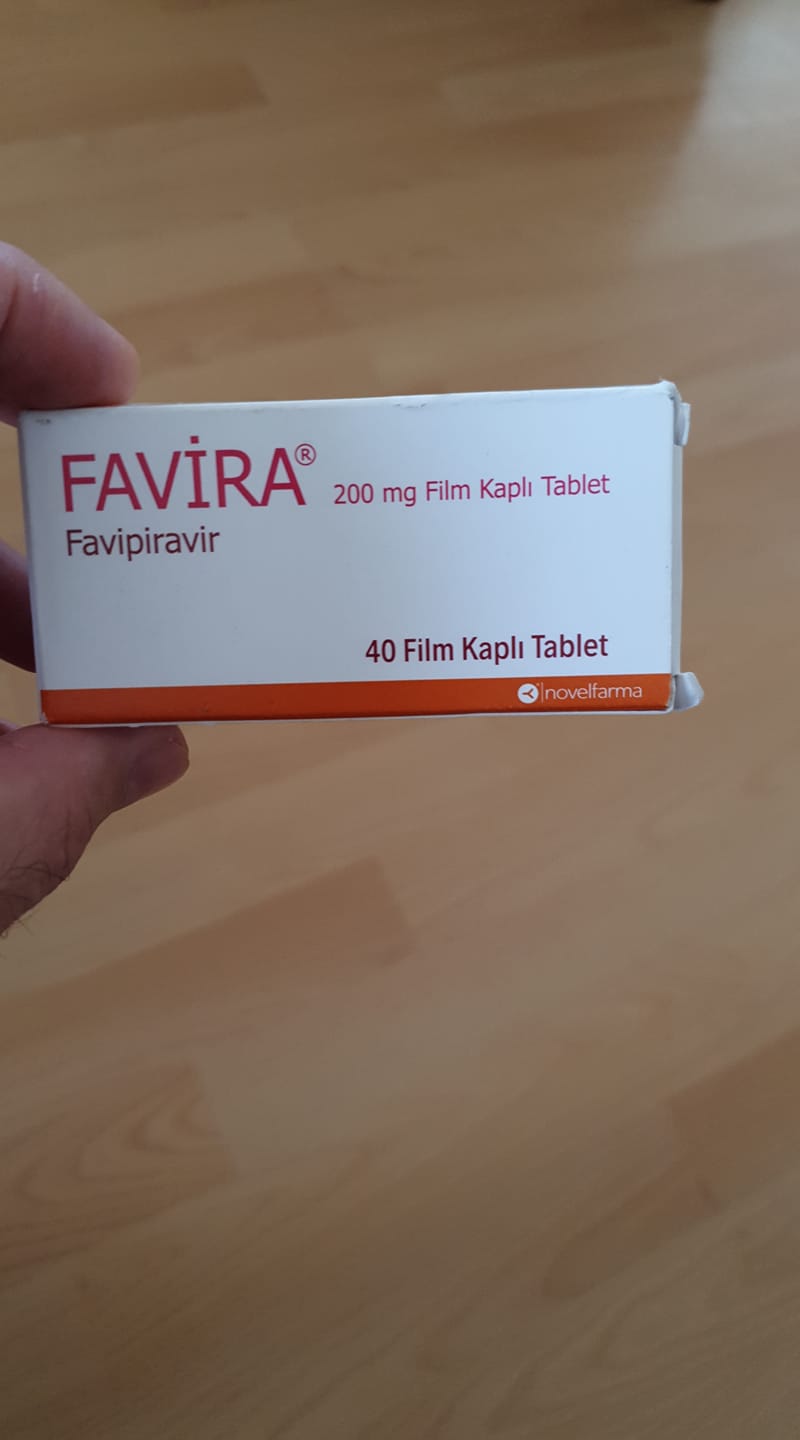 FAVİRA® 200 mg Film Kaplı Tablet
Favipiravir
40 Film Kaplı Tablet
novelfarma